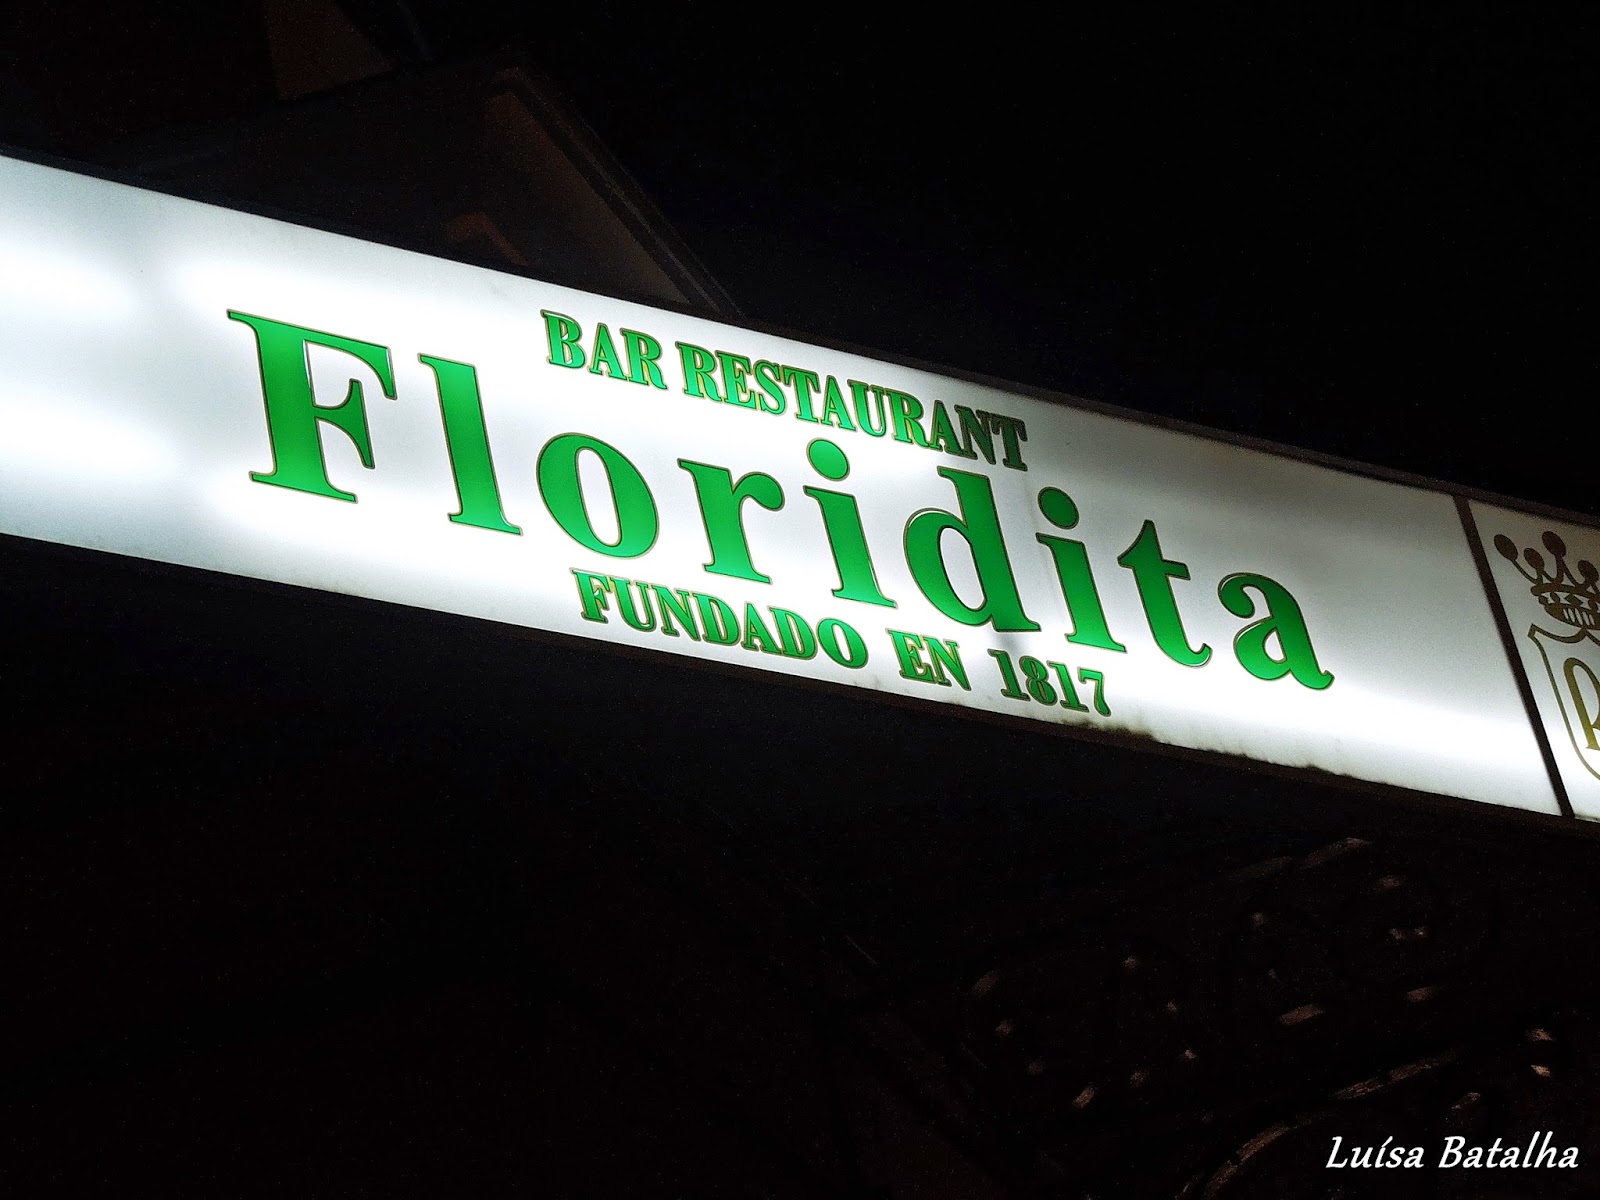 BAR RESTAURANT
Floridita
FUNDADO EN 1817
Luísa Batalha